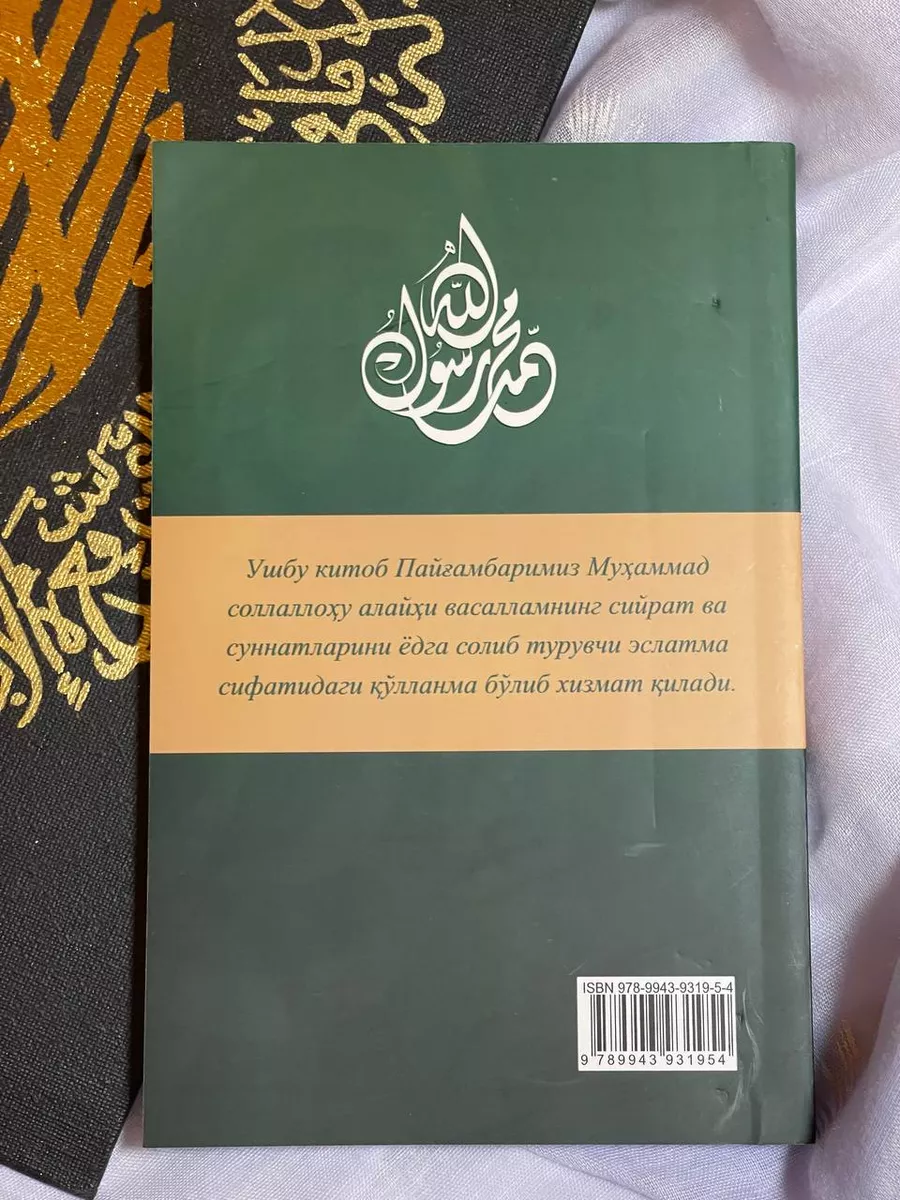 محمد رسول الله
Ушбу китоб Пайғамбаримиз Муҳаммад
соллаллоҳу алайҳи васалламнинг сийрат ва
суннатларини ёдга солиб турувчи эслатма
сифатидаги қўлланма бўлиб хизмат қилади.
ISBN 978-9943-9319-5-4
9 789943 931954